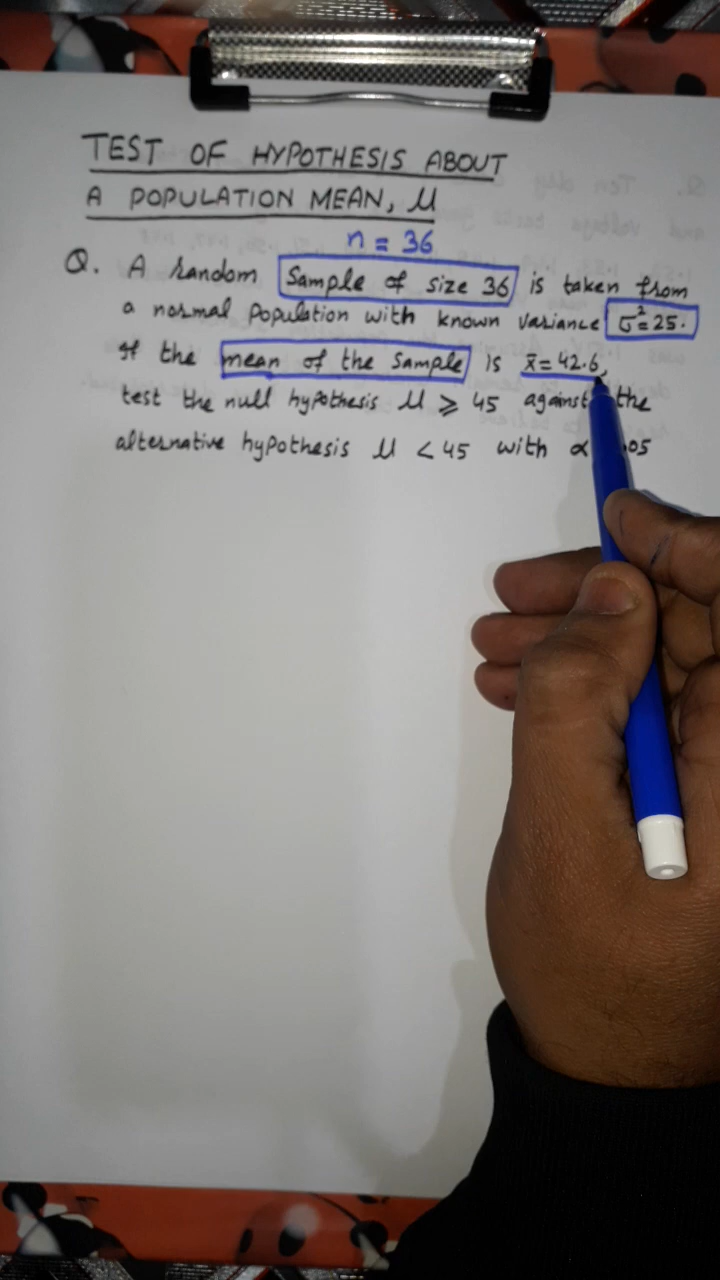 TEST OF HYPOTHESIS ABOUT
A POPULATION MEAN, μ
n = 36
Q. A random Sample of size 36 is taken from
a normal population with known variance σ² = 25.
If the mean of the Sample is x̄ = 42.6,
test the null hypothesis μ ⩾ 45 against the
alternative hypothesis μ < 45 with α .05